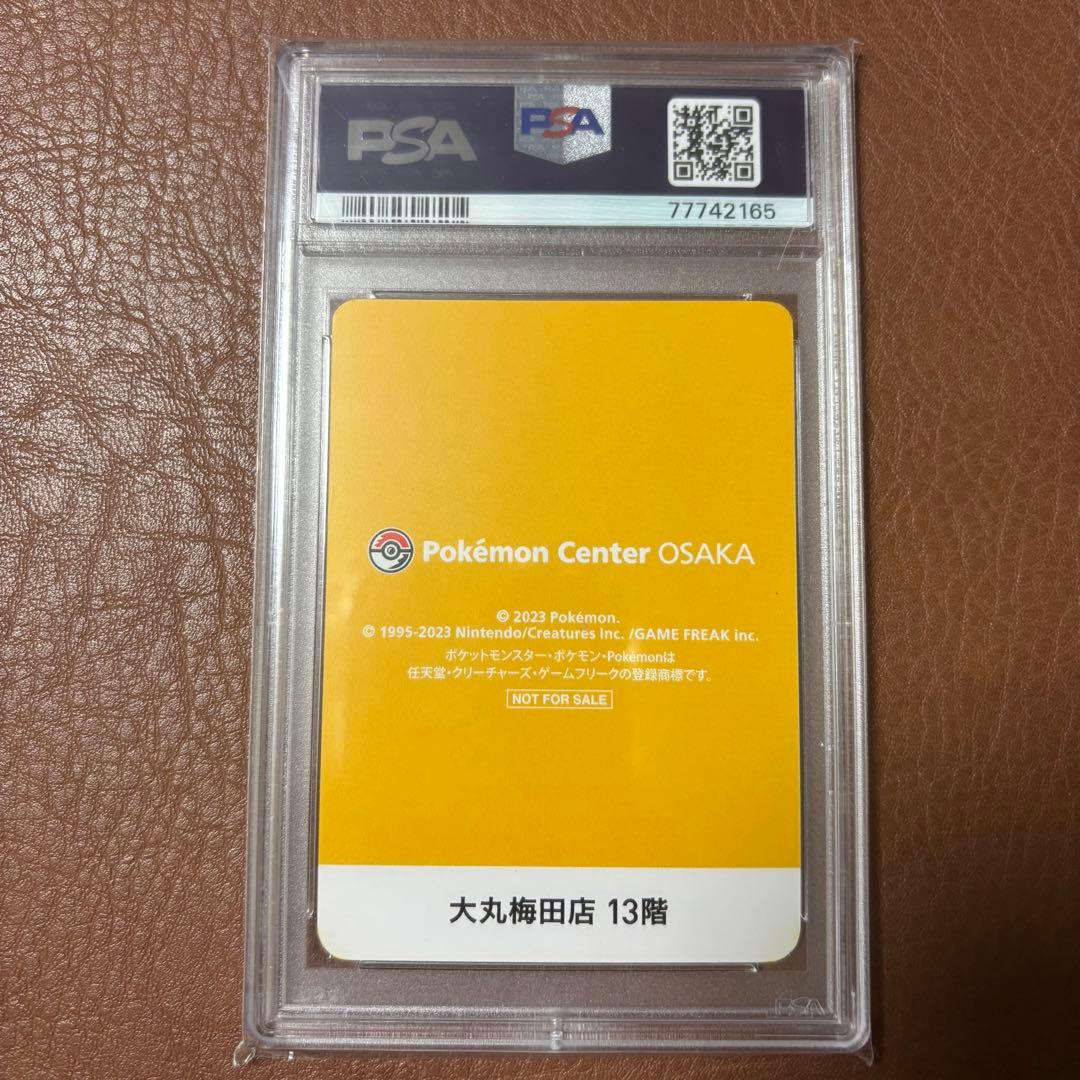 PSA
PSA
77742165
Pokémon Center OSAKA
© 2023 Pokémon.
© 1995-2023 Nintendo/Creatures Inc. /GAME FREAK inc.
ポケットモンスター・ポケモン・Pokémonは
任天堂・クリーチャーズ・ゲームフリークの登録商標です。
NOT FOR SALE
大丸梅田店 13階
PSA